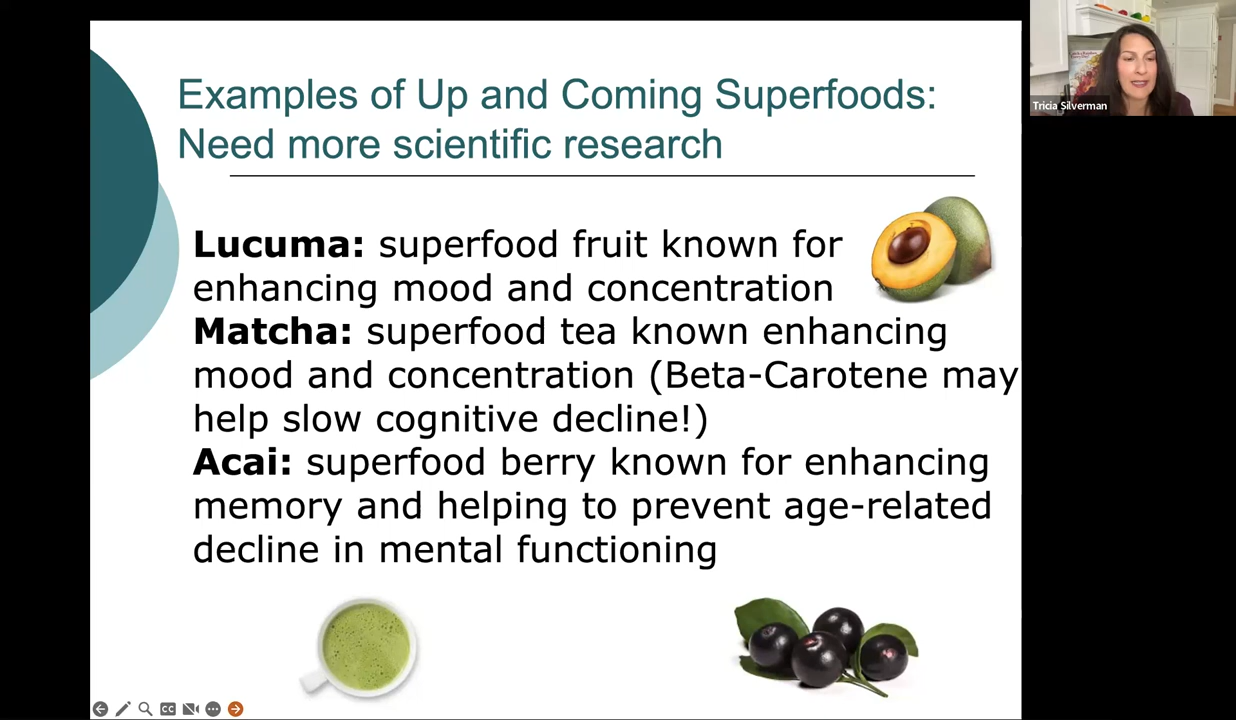 Examples of Up and Coming Superfoods:
Need more scientific research
Lucuma: superfood fruit known for
enhancing mood and concentration
Matcha: superfood tea known enhancing
mood and concentration (Beta-Carotene may
help slow cognitive decline!)
Acai: superfood berry known for enhancing
memory and helping to prevent age-related
decline in mental functioning
Tricia Silverman
CC